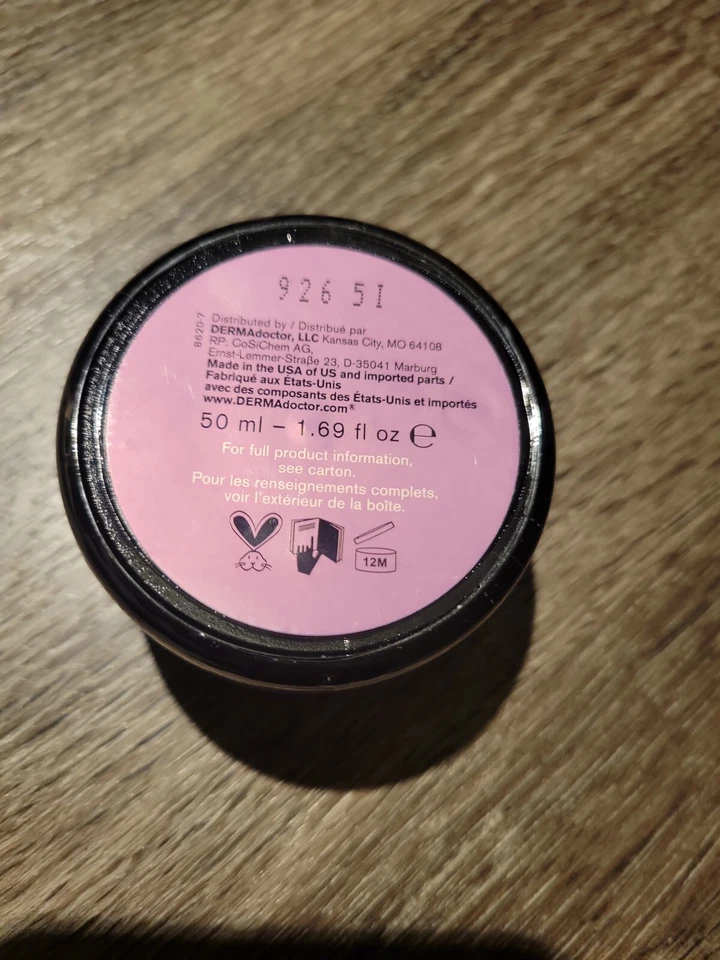 926 51
8620-7
Distributed by / Distribué par
DERMAdoctor, LLC Kansas City, MO 64108
RP: CoSiChem AG,
Ernst-Lemmer-Straße 23, D-35041 Marburg
Made in the USA of US and imported parts /
Fabriqué aux États-Unis
avec des composants des États-Unis et importés
www.DERMAdoctor.com®
50 ml – 1.69 fl oz ℮
For full product information,
see carton.
Pour les renseignements complets,
voir l'extérieur de la boîte.
12M